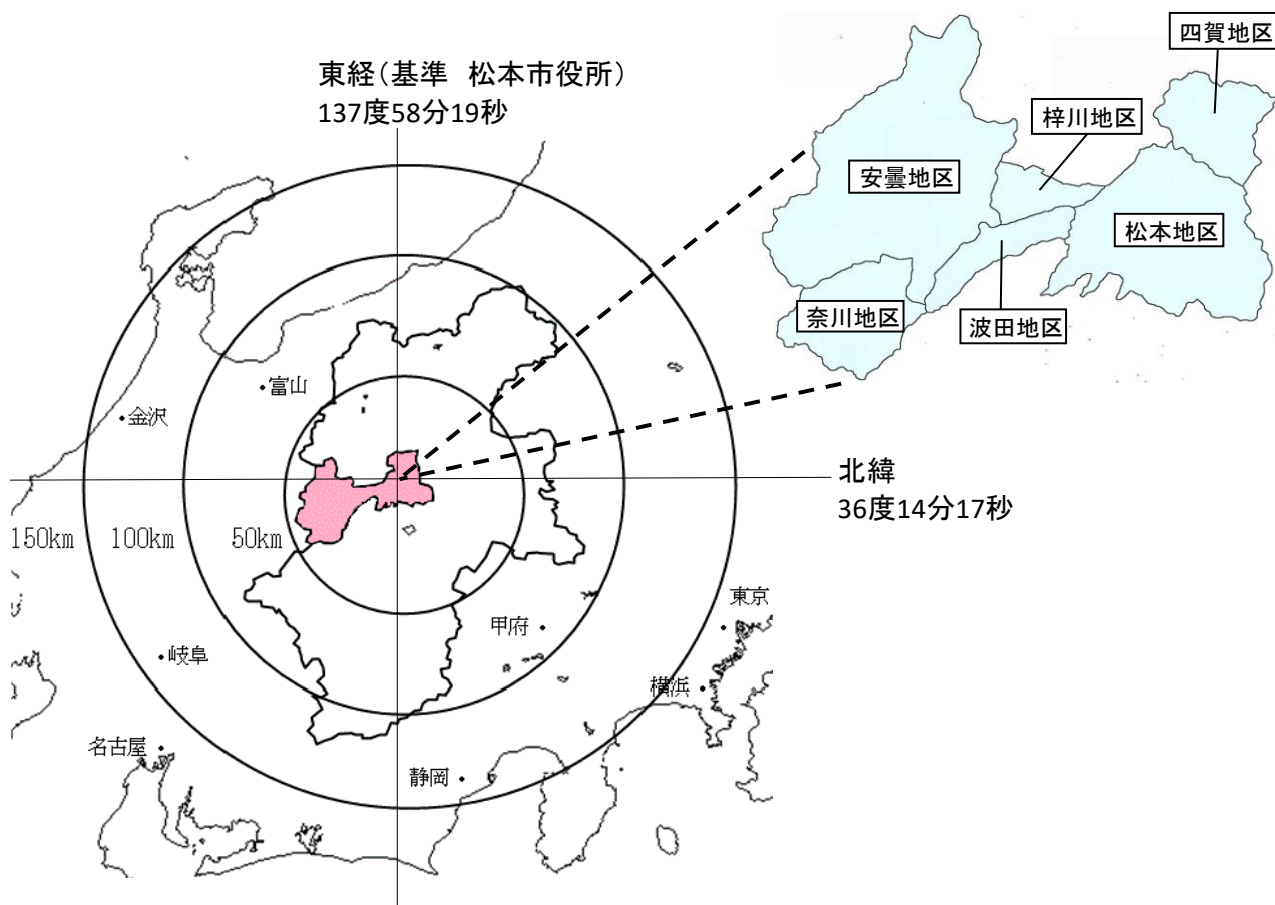 東経（基準　松本市役所）
137度58分19秒
四賀地区
梓川地区
安曇地区
松本地区
奈川地区
波田地区
富山
金沢
北緯
36度14分17秒
150km
100km
50km
東京
甲府
岐阜
横浜
名古屋
静岡